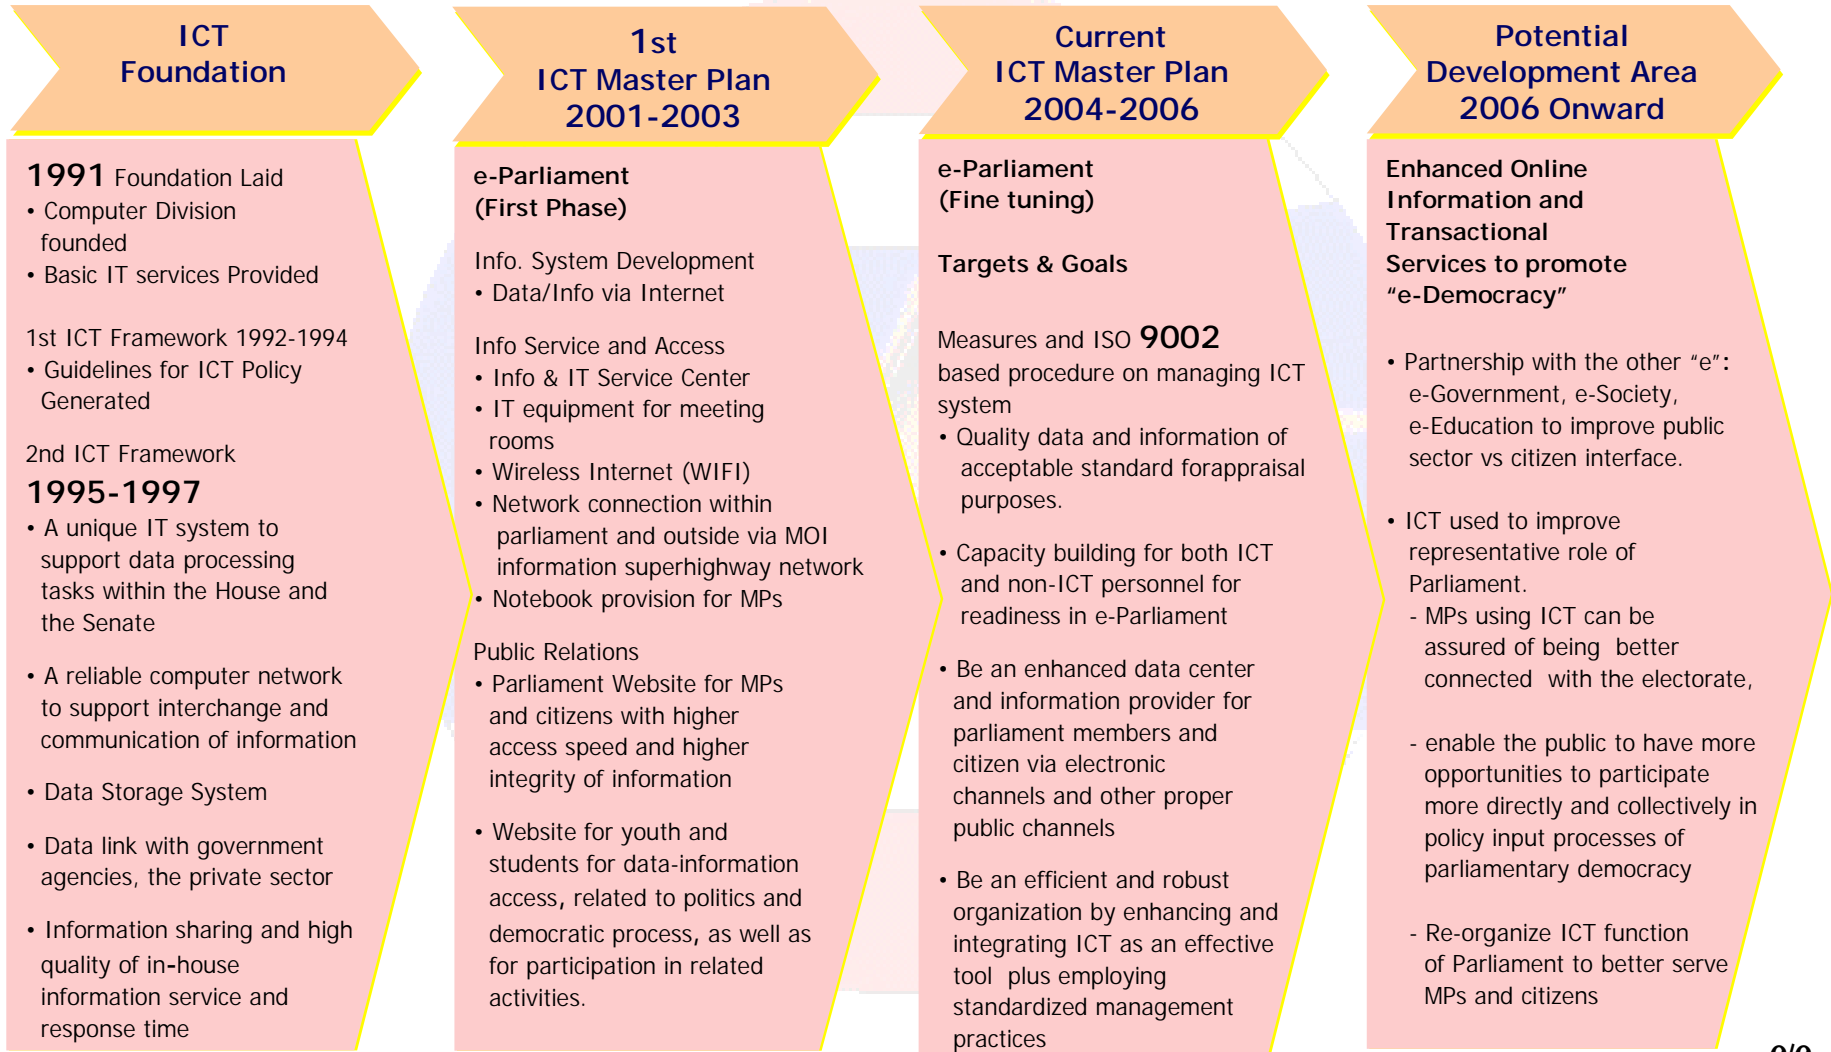 ICT
Foundation
1991 Foundation Laid
• Computer Division
founded
• Basic IT services Provided
1st ICT Framework 1992-1994
• Guidelines for ICT Policy
Generated
2nd ICT Framework
1995-1997
• A unique IT system to
support data processing
tasks within the House and
the Senate
• A reliable computer network
to support interchange and
communication of information
• Data Storage System
• Data link with government
agencies, the private sector
• Information sharing and high
quality of in-house
information service and
response time
1st
ICT Master Plan
2001-2003
e-Parliament
(First Phase)
Info. System Development
• Data/Info via Internet
Info Service and Access
• Info & IT Service Center
• IT equipment for meeting
rooms
• Wireless Internet (WIFI)
• Network connection within
parliament and outside via MOI
information superhighway network
• Notebook provision for MPs
Public Relations
• Parliament Website for MPs
and citizens with higher
access speed and higher
integrity of information
• Website for youth and
students for data-information
access, related to politics and
democratic process, as well as
for participation in related
activities.
Current
ICT Master Plan
2004-2006
e-Parliament
(Fine tuning)
Targets & Goals
Measures and ISO 9002
based procedure on managing ICT
system
• Quality data and information of
acceptable standard forappraisal
purposes.
• Capacity building for both ICT
and non-ICT personnel for
readiness in e-Parliament
• Be an enhanced data center
and information provider for
parliament members and
citizen via electronic
channels and other proper
public channels
• Be an efficient and robust
organization by enhancing and
integrating ICT as an effective
tool plus employing
standardized management
practices
Potential
Development Area
2006 Onward
Enhanced Online
Information and
Transactional
Services to promote
“e-Democracy”
• Partnership with the other “e”:
e-Government, e-Society,
e-Education to improve public
sector vs citizen interface.
• ICT used to improve
representative role of
Parliament.
- MPs using ICT can be
assured of being better
connected with the electorate,
- enable the public to have more
opportunities to participate
more directly and collectively in
policy input processes of
parliamentary democracy
- Re-organize ICT function
of Parliament to better serve
MPs and citizens